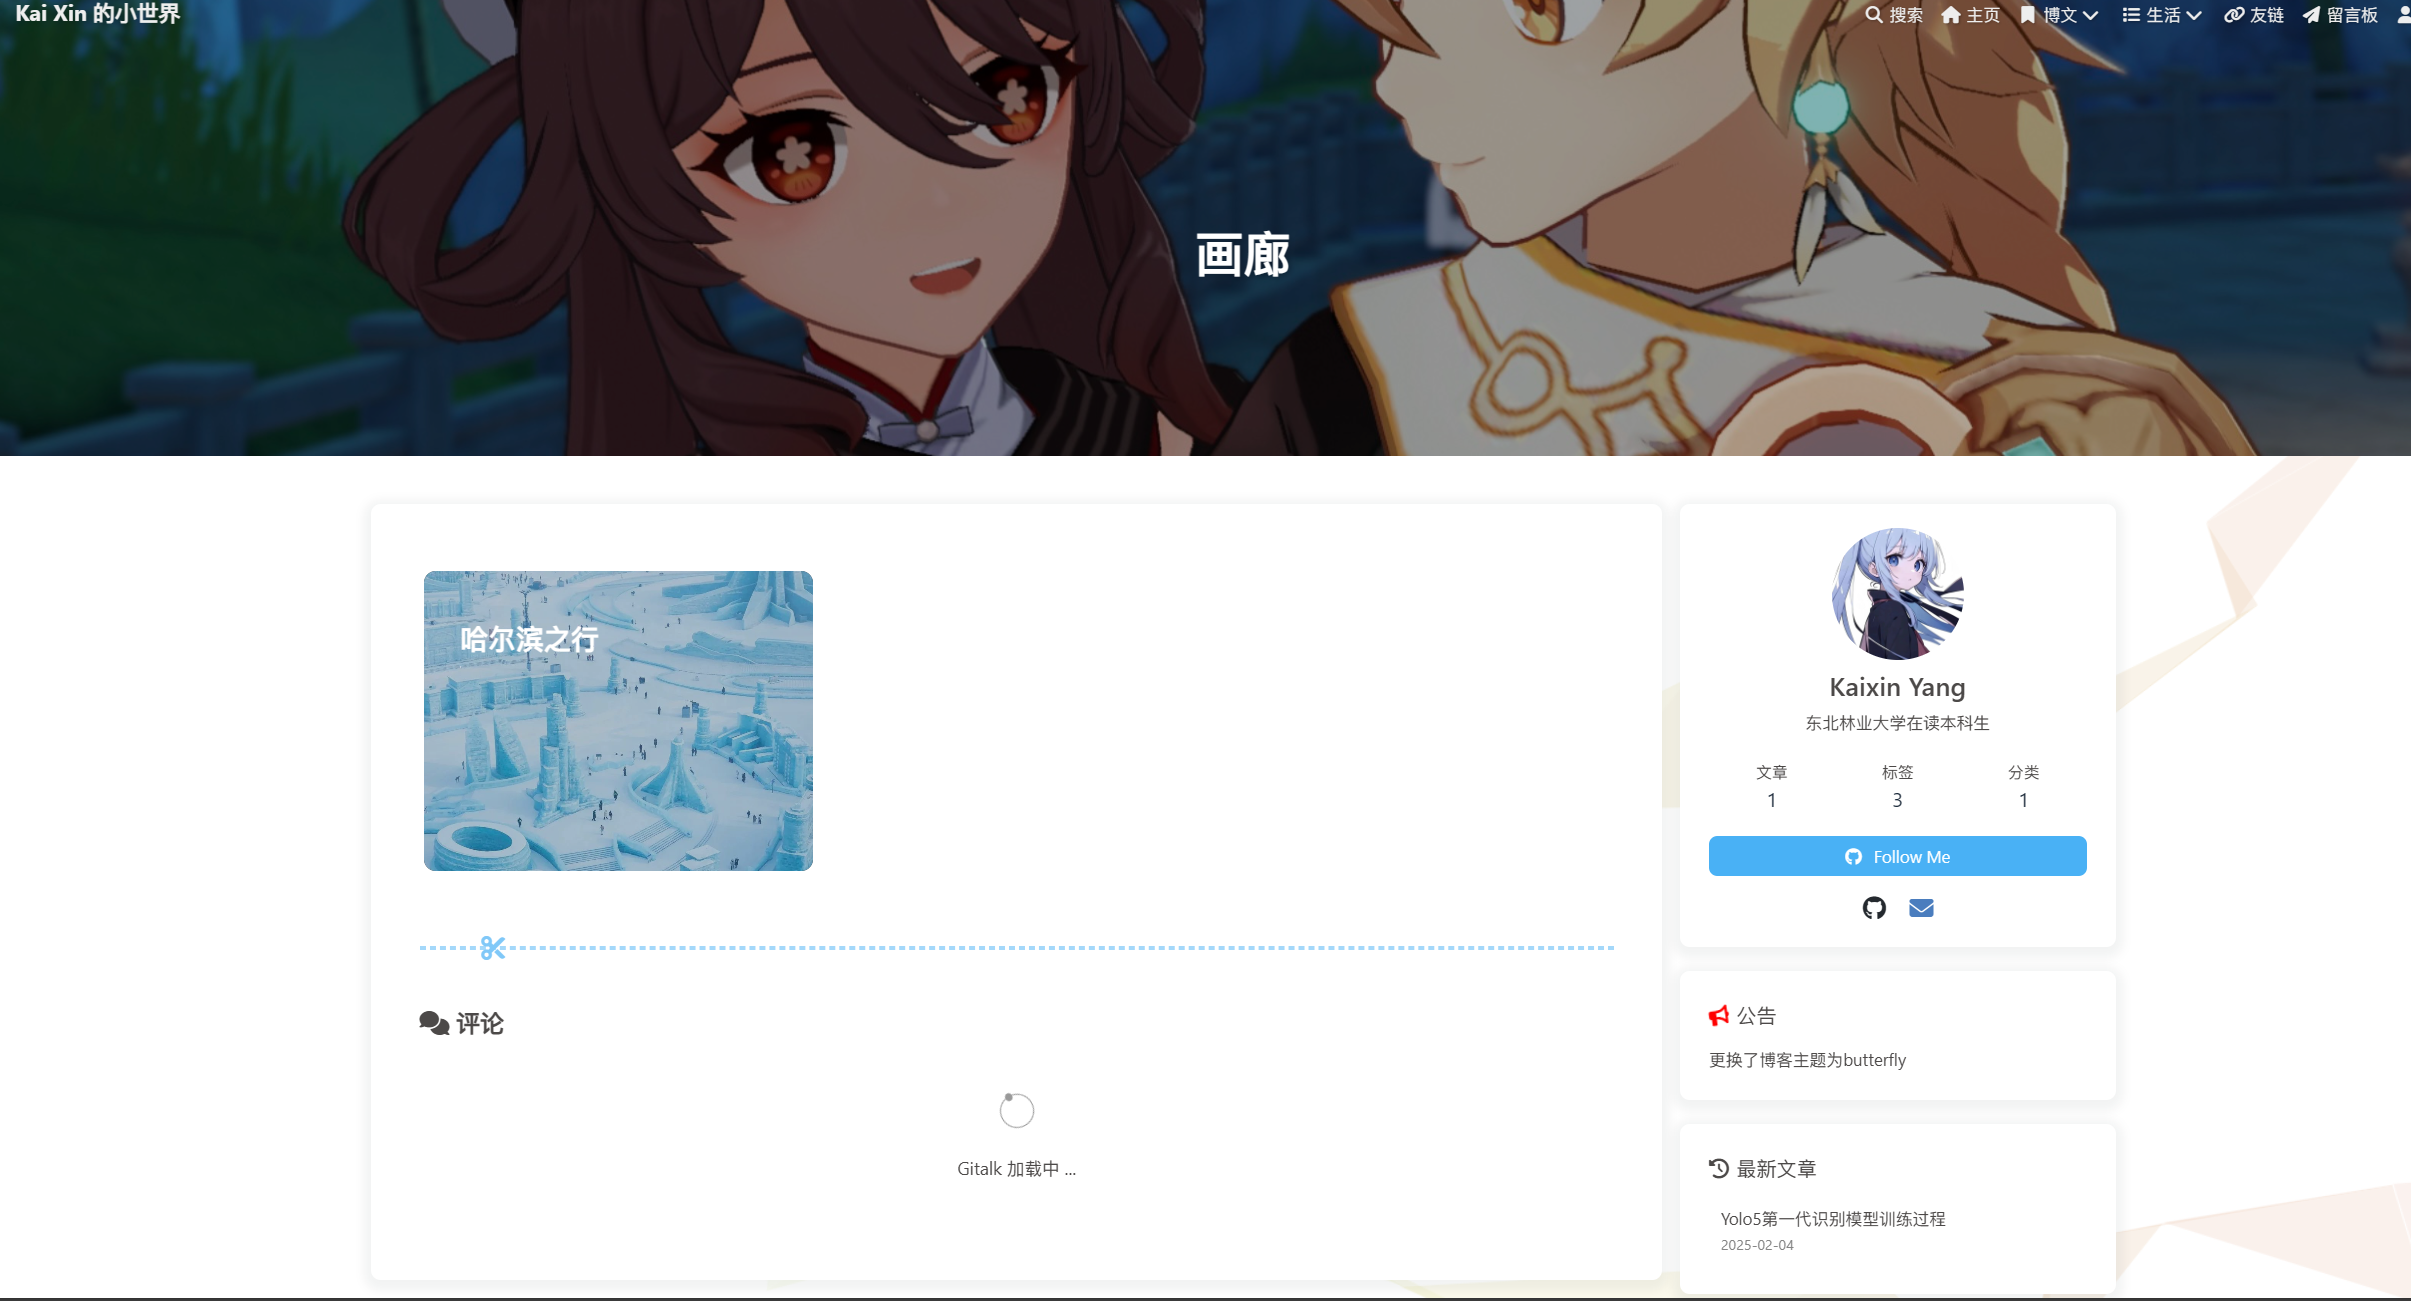 Kai Xin 的小世界
搜索 主页 博文 生活 友链 留言板
画廊
哈尔滨之行
评论
Gitalk 加载中 ...
Kaixin Yang
东北林业大学在读本科生
文章 标签 分类
1 3 1
Follow Me
公告
更换了博客主题为butterfly
最新文章
Yolo5第一代识别模型训练过程
2025-02-04